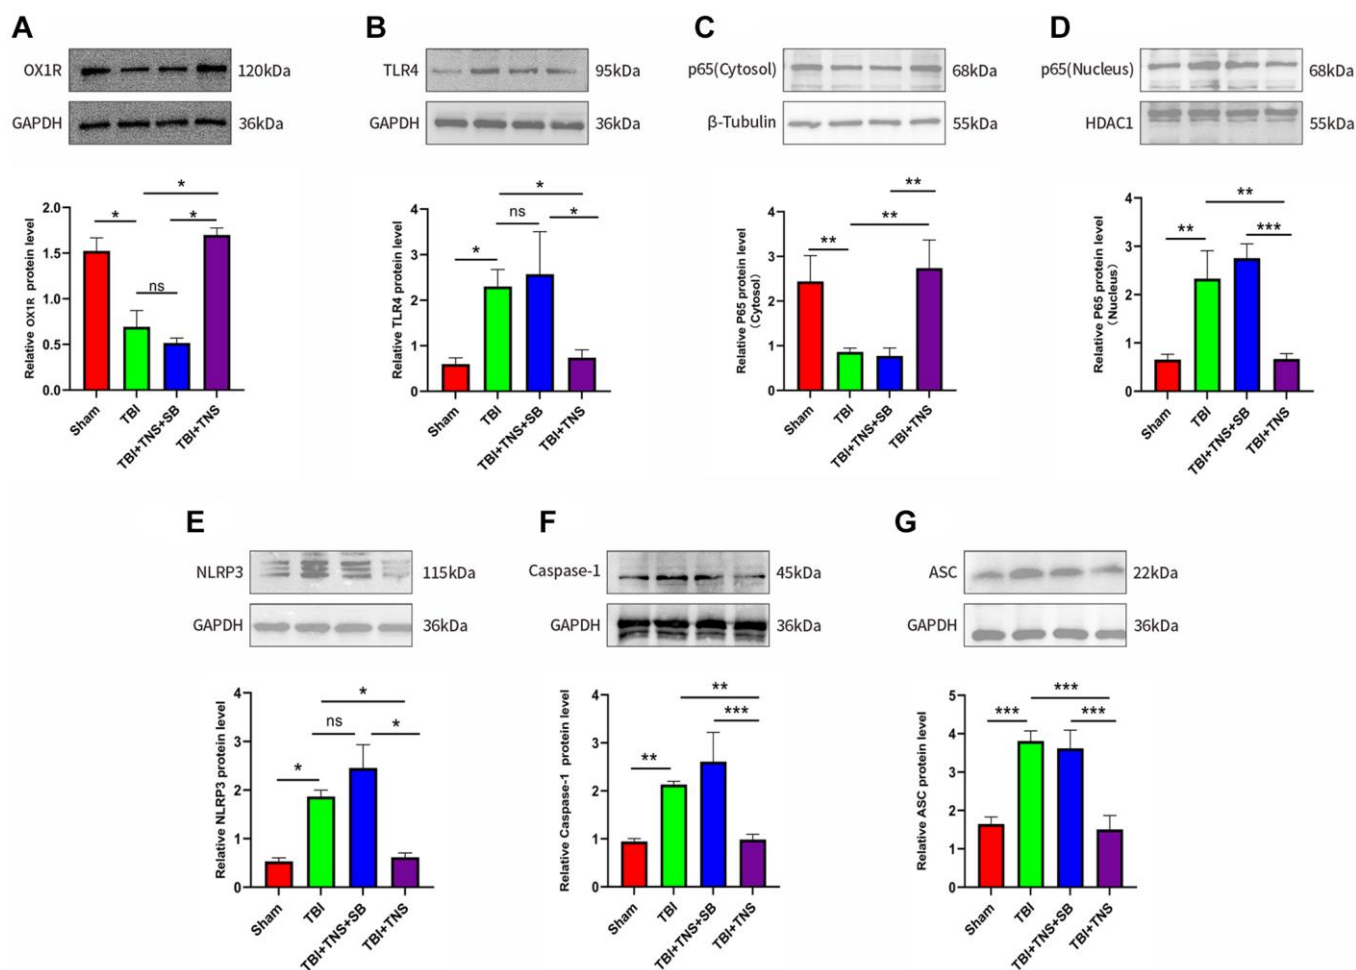 A
OX1R 120kDa
GAPDH 36kDa
* * *
ns
Relative OX1R protein level
2.0
1.5
1.0
0.5
0.0
Sham TBI TBI+TNS+SB TBI+TNS
B
TLR4 95kDa
GAPDH 36kDa
*
ns *
*
Relative TLR4 protein level
4
3
2
1
0
Sham TBI TBI+TNS+SB TBI+TNS
C
p65(Cytosol) 68kDa
β-Tubulin 55kDa
**
**
**
Relative P65 protein level
(Cytosol)
4
3
2
1
0
Sham TBI TBI+TNS+SB TBI+TNS
D
p65(Nucleus) 68kDa
HDAC1 55kDa
**
** ***
Relative P65 protein level
(Nucleus)
4
3
2
1
0
Sham TBI TBI+TNS+SB TBI+TNS
E
NLRP3 115kDa
GAPDH 36kDa
*
ns *
*
Relative NLRP3 protein level
4
3
2
1
0
Sham TBI TBI+TNS+SB TBI+TNS
F
Caspase-1 45kDa
GAPDH 36kDa
**
***
**
Relative Caspase-1 protein level
4
3
2
1
0
Sham TBI TBI+TNS+SB TBI+TNS
G
ASC 22kDa
GAPDH 36kDa
***
*** ***
Relative ASC protein level
5
4
3
2
1
0
Sham TBI TBI+TNS+SB TBI+TNS